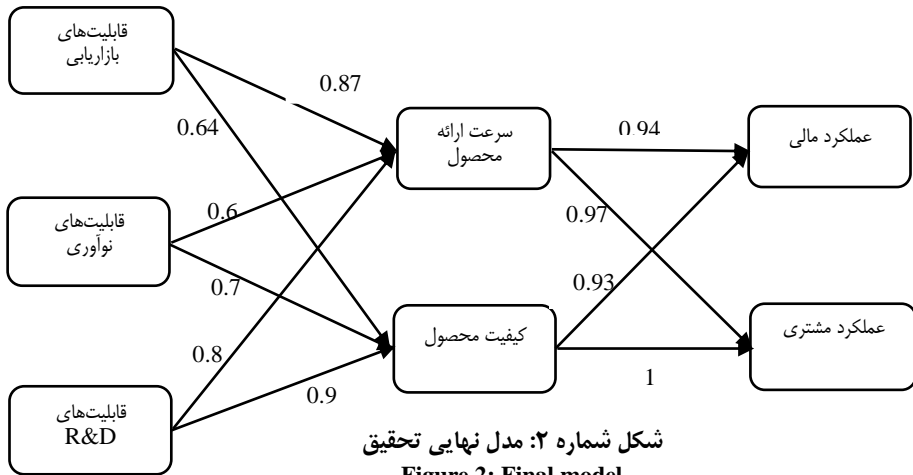 قابلیت‌های
بازاریابی
0.87
0.64
سرعت ارائه
محصول
0.94
عملکرد مالی
قابلیت‌های
نوآوری
0.6
0.7
0.97
0.93
کیفیت محصول
عملکرد مشتری
0.8
0.9
1
قابلیت‌های
R&D
شکل شماره ۲: مدل نهایی تحقیق
Figure 2: Final model